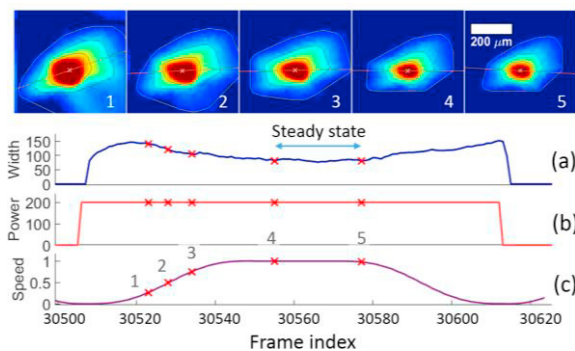 200 μm
1 2 3 4 5
Steady state
Width
150
100
50
0
(a)
Power
200
100
0
(b)
Speed
1
0.5
0
1 2 3 4 5
(c)
30500 30520 30540 30560 30580 30600 30620
Frame index